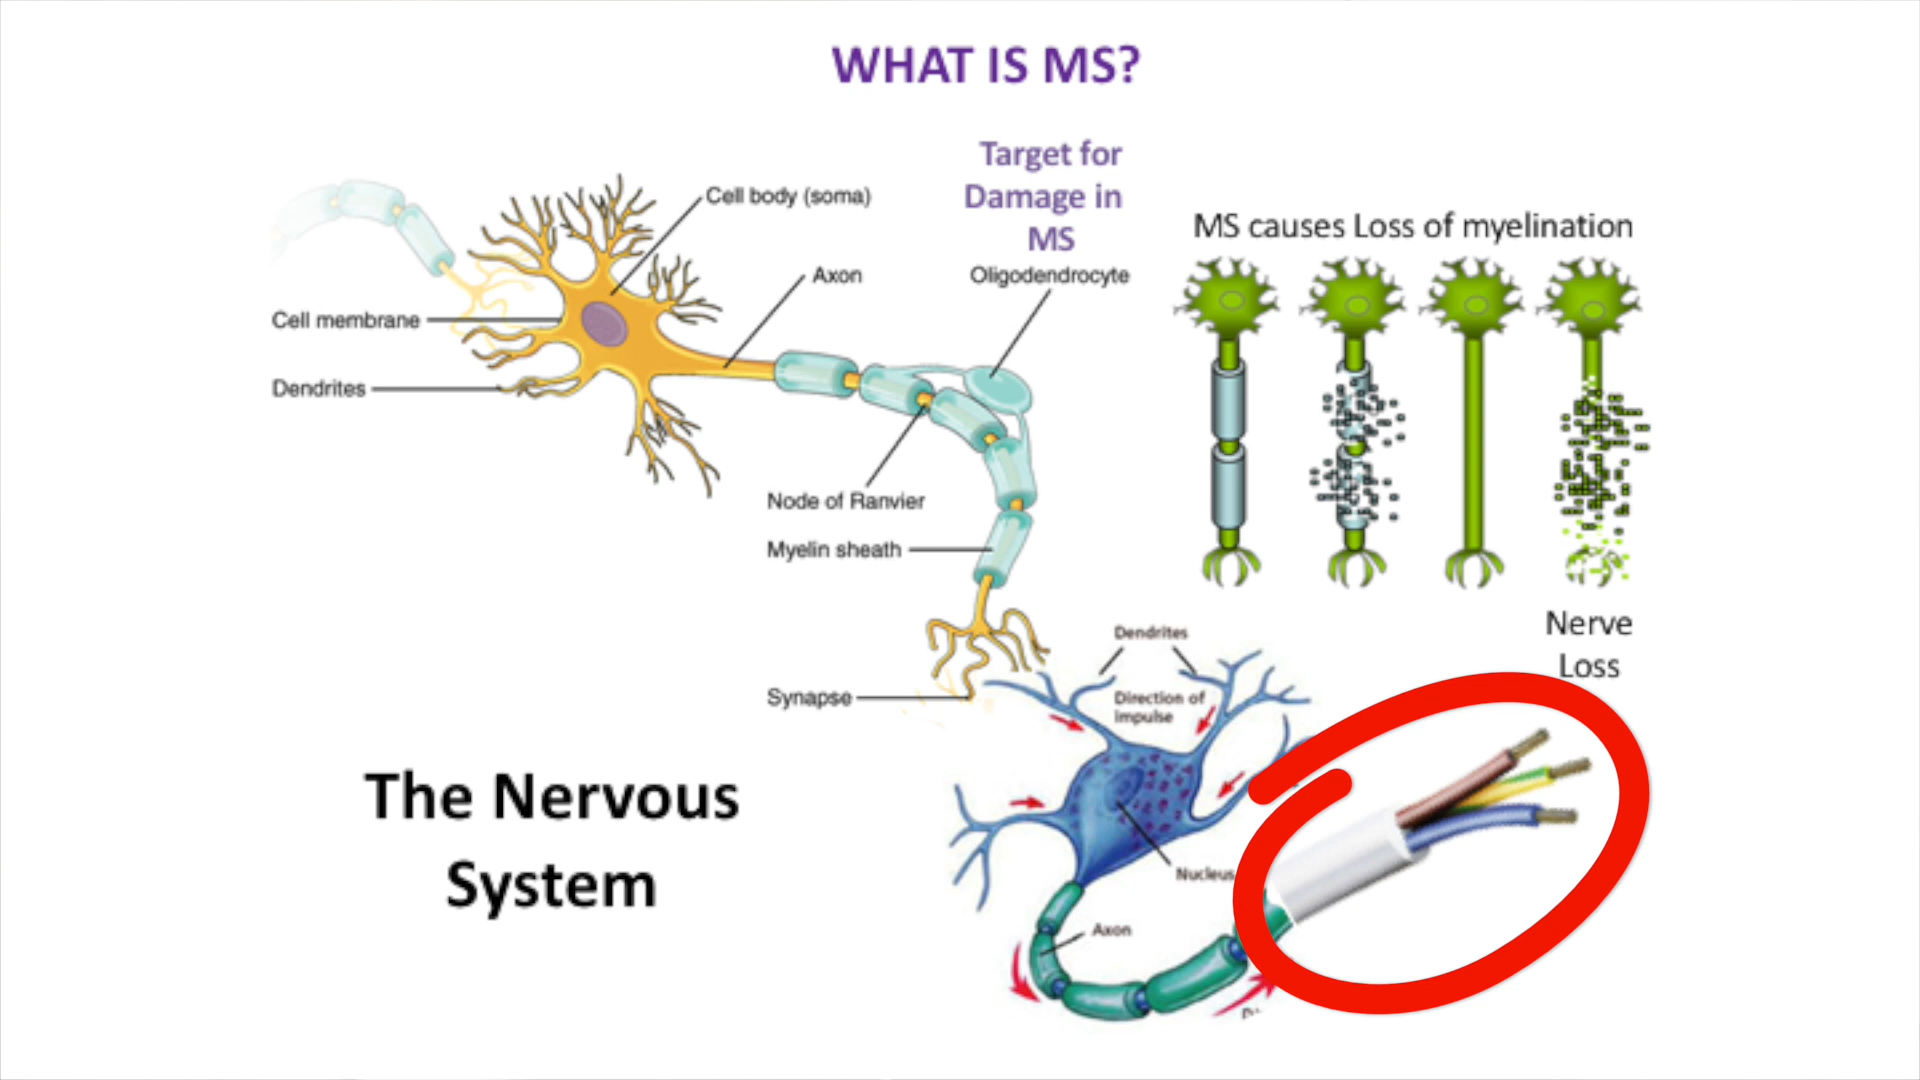 WHAT IS MS?
Target for
Damage in
MS
Cell body (soma)
Axon
Oligodendrocyte
Cell membrane
Dendrites
Node of Ranvier
Myelin sheath
Synapse
MS causes Loss of myelination
Nerve
Loss
Dendrites
Direction of
impulse
Nucleus
Axon
The Nervous
System